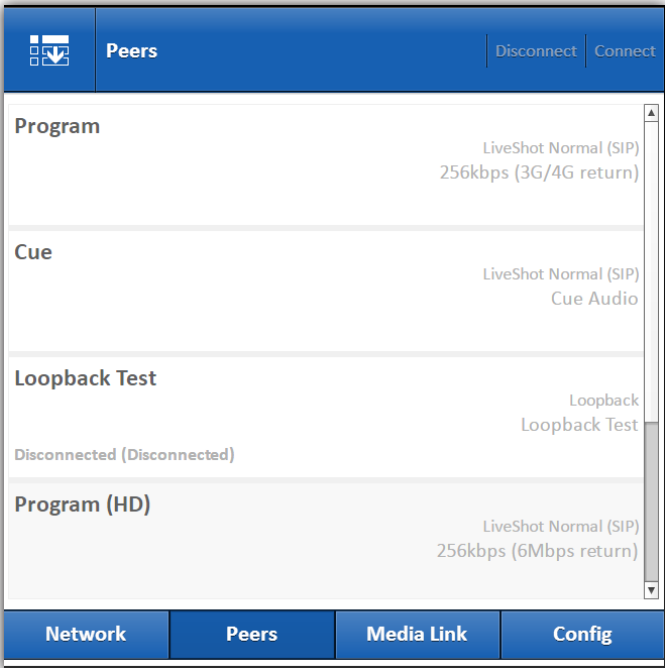 Peers
Disconnect
Connect
Program
LiveShot Normal (SIP)
256kbps (3G/4G return)
Cue
LiveShot Normal (SIP)
Cue Audio
Loopback Test
Loopback
Loopback Test
Disconnected (Disconnected)
Program (HD)
LiveShot Normal (SIP)
256kbps (6Mbps return)
Network
Peers
Media Link
Config